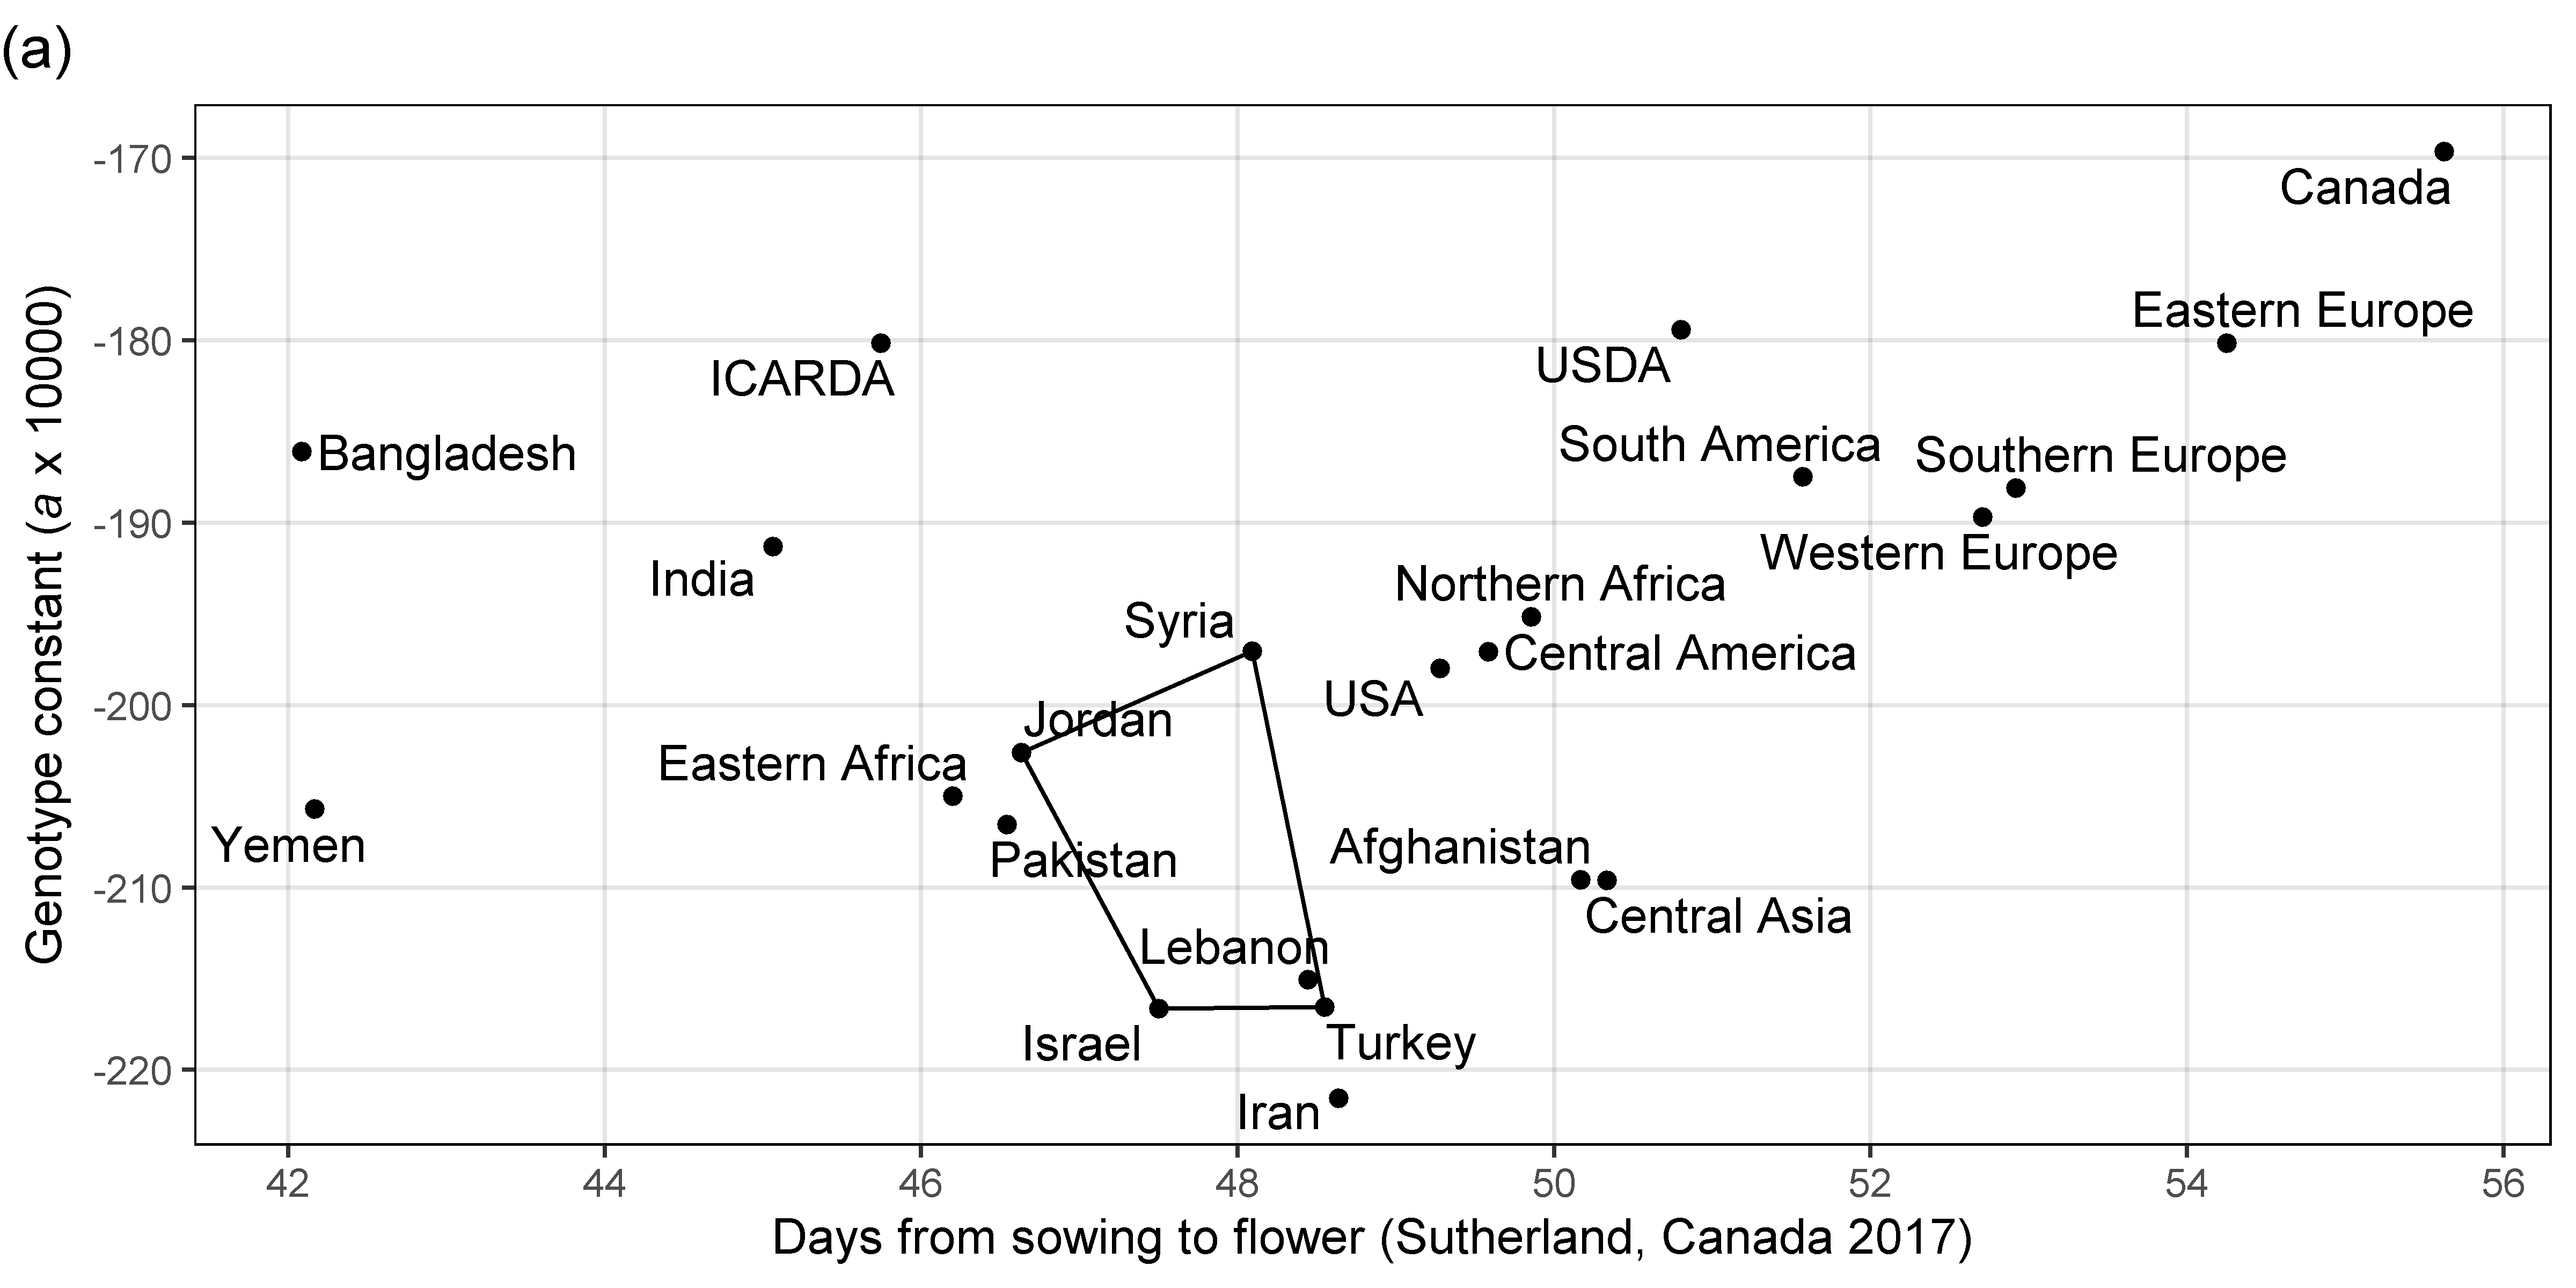 (a)
Genotype constant (a x 10000)
-170
-180
-190
-200
-210
-220
Canada
Eastern Europe
USDA
ICARDA
South America
Southern Europe
Bangladesh
Western Europe
India
Northern Africa
Syria
Central America
USA
Jordan
Eastern Africa
Yemen
Pakistan
Afghanistan
Central Asia
Lebanon
Israel
Turkey
Iran
42
44
46
48
50
52
54
56
Days from sowing to flower (Sutherland, Canada 2017)